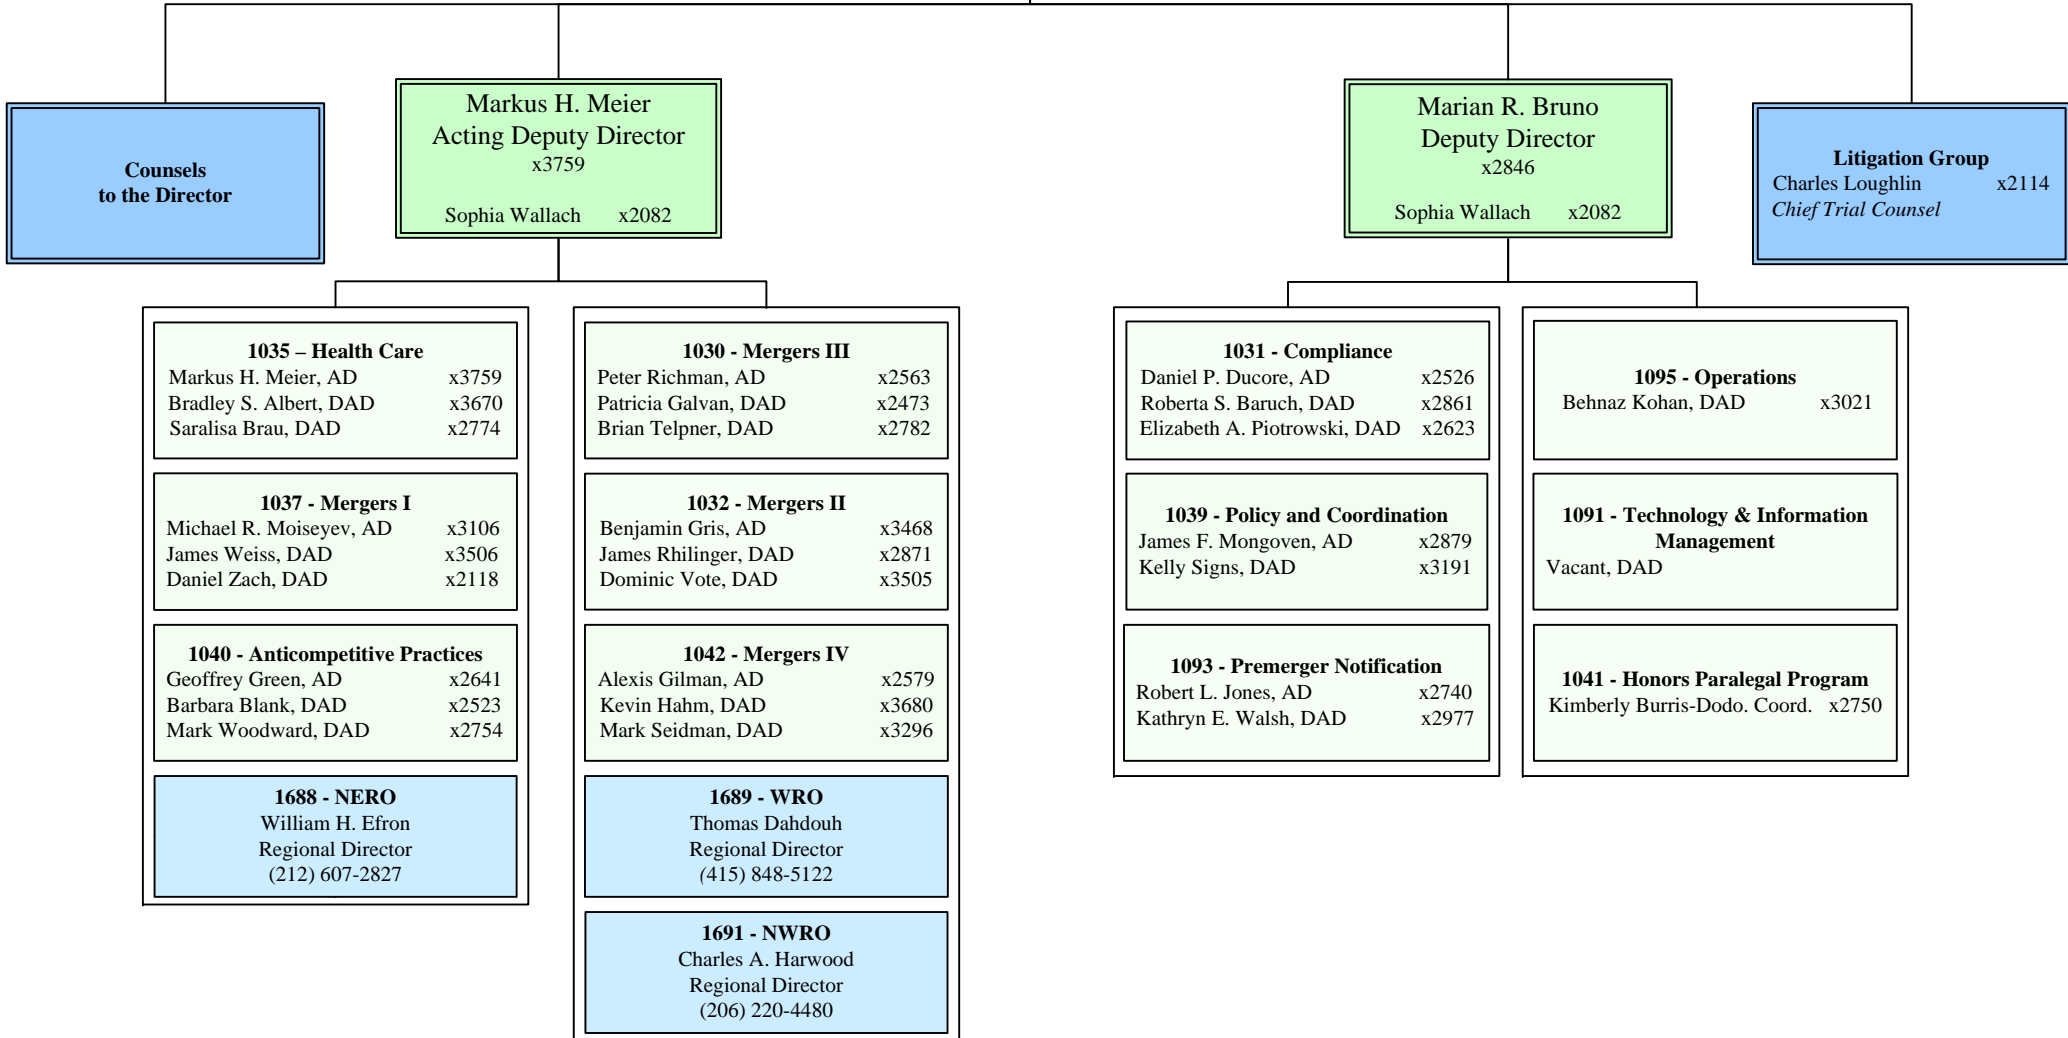 Counsels
to the Director
Markus H. Meier
Acting Deputy Director
x3759
Sophia Wallach x2082
Marian R. Bruno
Deputy Director
x2846
Sophia Wallach x2082
Litigation Group
Charles Loughlin x2114
Chief Trial Counsel
1035 – Health Care
Markus H. Meier, AD x3759
Bradley S. Albert, DAD x3670
Saralisa Brau, DAD x2774
1037 - Mergers I
Michael R. Moiseyev, AD x3106
James Weiss, DAD x3506
Daniel Zach, DAD x2118
1040 - Anticompetitive Practices
Geoffrey Green, AD x2641
Barbara Blank, DAD x2523
Mark Woodward, DAD x2754
1688 - NERO
William H. Efron
Regional Director
(212) 607-2827
1030 - Mergers III
Peter Richman, AD x2563
Patricia Galvan, DAD x2473
Brian Telpner, DAD x2782
1032 - Mergers II
Benjamin Gris, AD x3468
James Rhilinger, DAD x2871
Dominic Vote, DAD x3505
1042 - Mergers IV
Alexis Gilman, AD x2579
Kevin Hahm, DAD x3680
Mark Seidman, DAD x3296
1689 - WRO
Thomas Dahdouh
Regional Director
(415) 848-5122
1691 - NWRO
Charles A. Harwood
Regional Director
(206) 220-4480
1031 - Compliance
Daniel P. Ducore, AD x2526
Roberta S. Baruch, DAD x2861
Elizabeth A. Piotrowski, DAD x2623
1039 - Policy and Coordination
James F. Mongoven, AD x2879
Kelly Signs, DAD x3191
1093 - Premerger Notification
Robert L. Jones, AD x2740
Kathryn E. Walsh, DAD x2977
1095 - Operations
Behnaz Kohan, DAD x3021
1091 - Technology & Information
Management
Vacant, DAD
1041 - Honors Paralegal Program
Kimberly Burris-Dodo. Coord. x2750